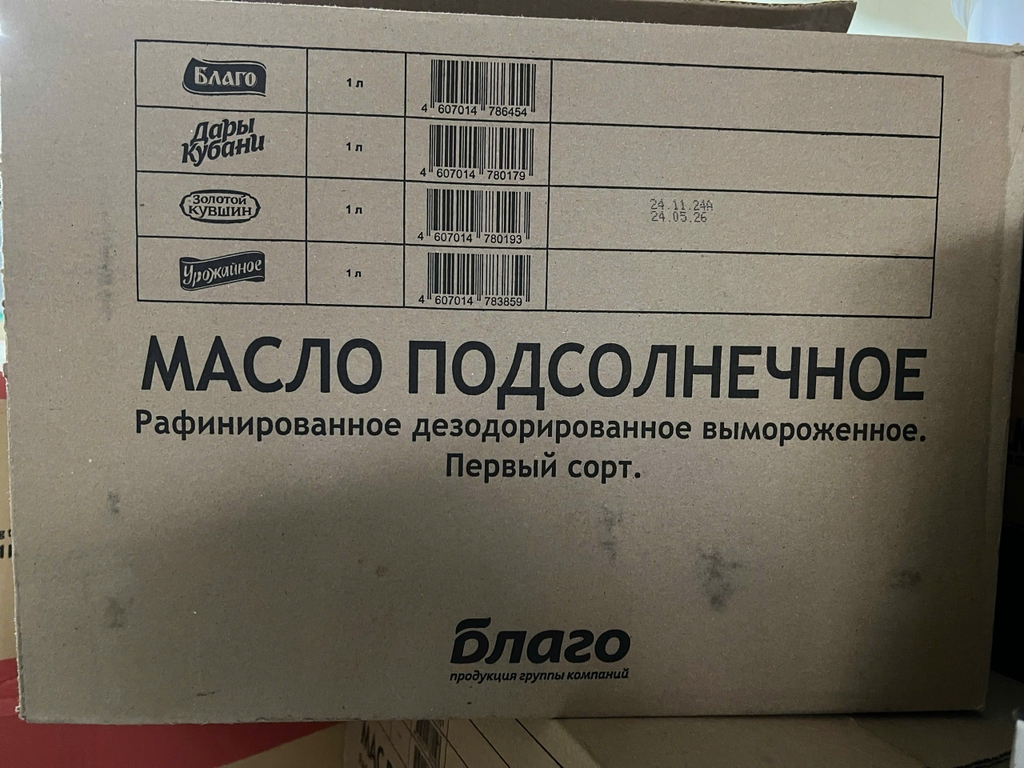 Благо 1 л 4 607014 786454
Дары Кубани 1 л 4 607014 780179
Золотой кувшин 1 л 4 607014 780193 24.11.24А
24.05.26
Урожайное 1 л 4 607014 783859
МАСЛО ПОДСОЛНЕЧНОЕ
Рафинированное дезодорированное вымороженное.
Первый сорт.
благо
продукция группы компаний